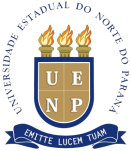 UNIVERSIDADE ESTADUAL DO NORTE DO PARANÁ
U E
N P
EMITTE LUCEM TUAM